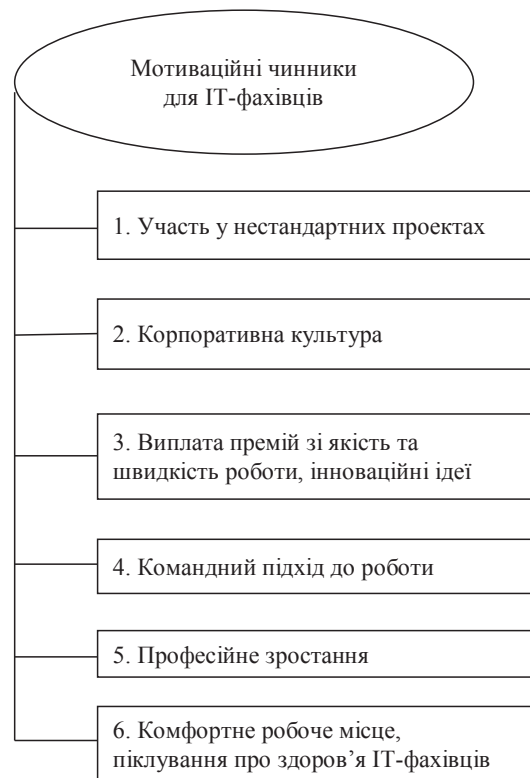 Мотиваційні чинники
для ІТ-фахівців
1. Участь у нестандартних проектах
2. Корпоративна культура
3. Виплата премій зі якість та
швидкість роботи, інноваційні ідеї
4. Командний підхід до роботи
5. Професійне зростання
6. Комфортне робоче місце,
піклування про здоров’я ІТ-фахівців